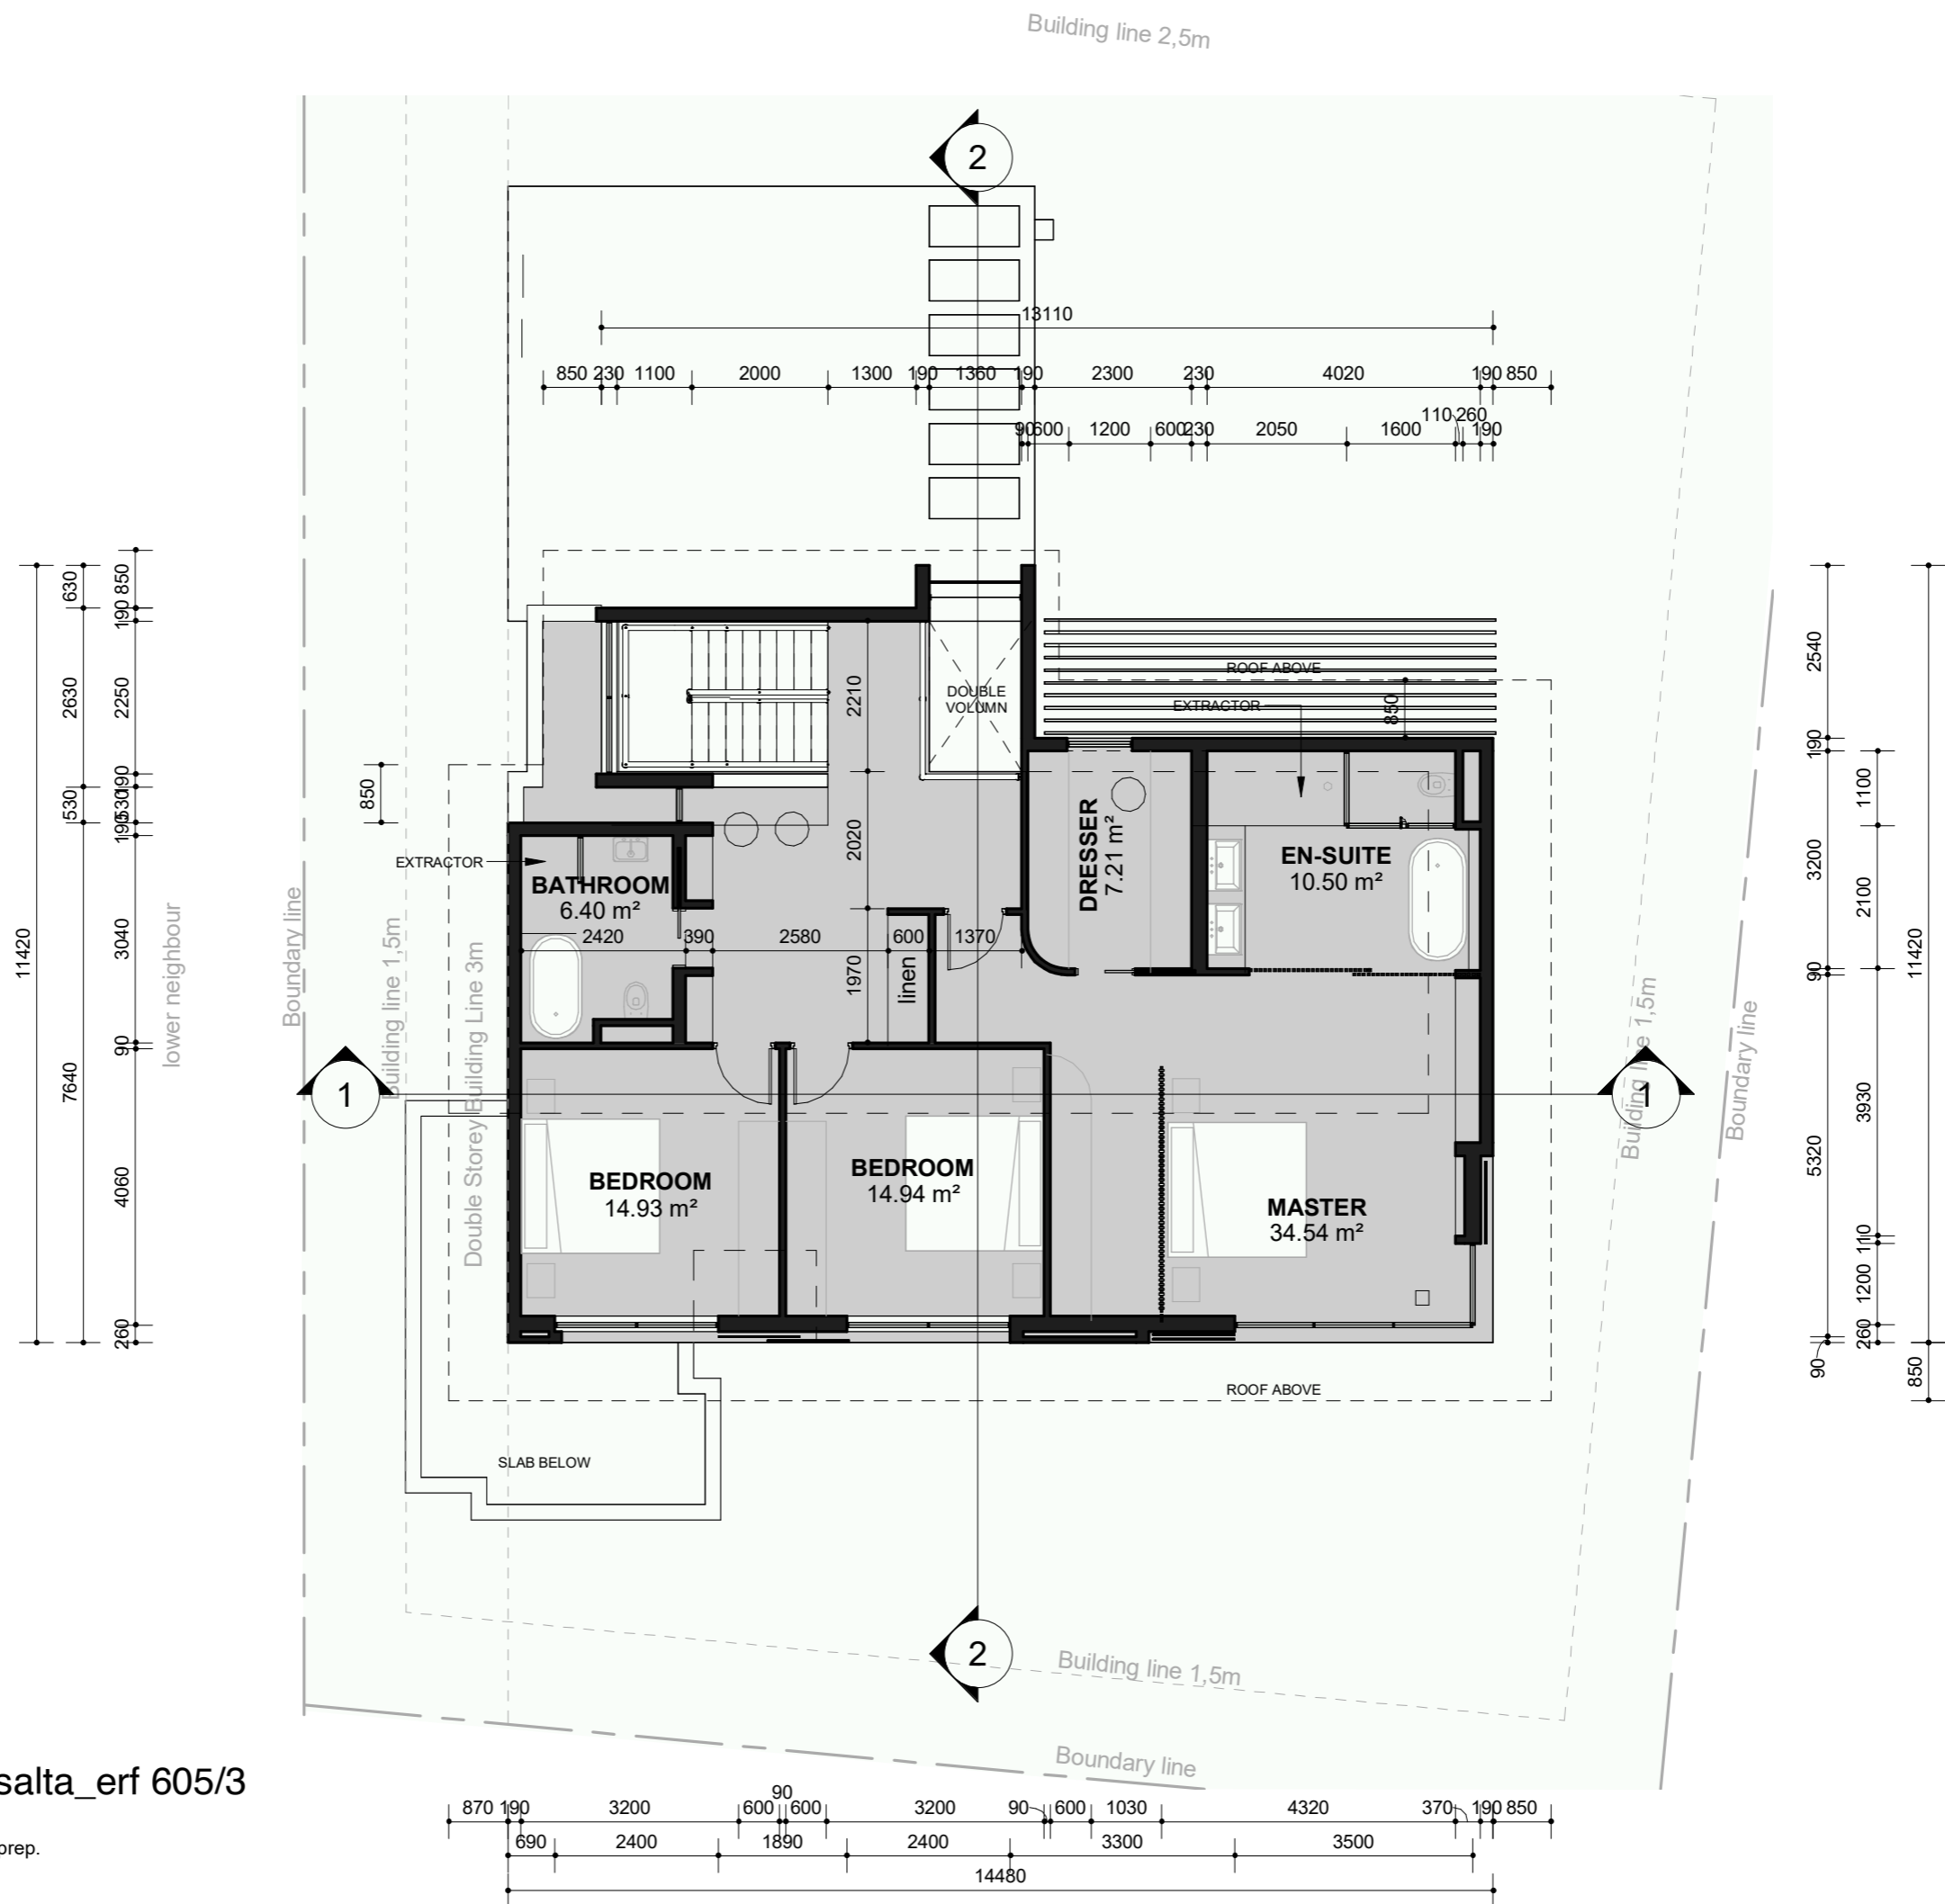 Building line 2,5m
2
13110
850 230 1100 2000 1300 190 1360 190 2300 230 4020 190 850
110 260
90 600 1200 600 230 2050 1600 190
ROOF ABOVE
EXTRACTOR
850
DOUBLE
VOLUMN
2210
2020
1970
EXTRACTOR
BATHROOM
6.40 m²
2420 390 2580 600 1370
linen
DRESSER
7.21 m²
EN-SUITE
10.50 m²
BEDROOM
14.93 m²
BEDROOM
14.94 m²
MASTER
34.54 m²
ROOF ABOVE
SLAB BELOW
1
1
2
11420
630
2630
530
7640
850
190
2250
190
530
190
3040
90
4060
260
850
lower neighbour
Boundary line
Building line 1,5m
Double Storey Building Line 3m
Building line 1,5m
Boundary line
2540
190
3200
90
5320
90
1100
2100
3930
110
1200
260
11420
850
Building line 1,5m
Boundary line
salta_erf 605/3
prep.
90
870 190 3200 600 600 3200 90 600 1030 4320 370 190 850
690 2400 1890 2400 3300 3500
14480